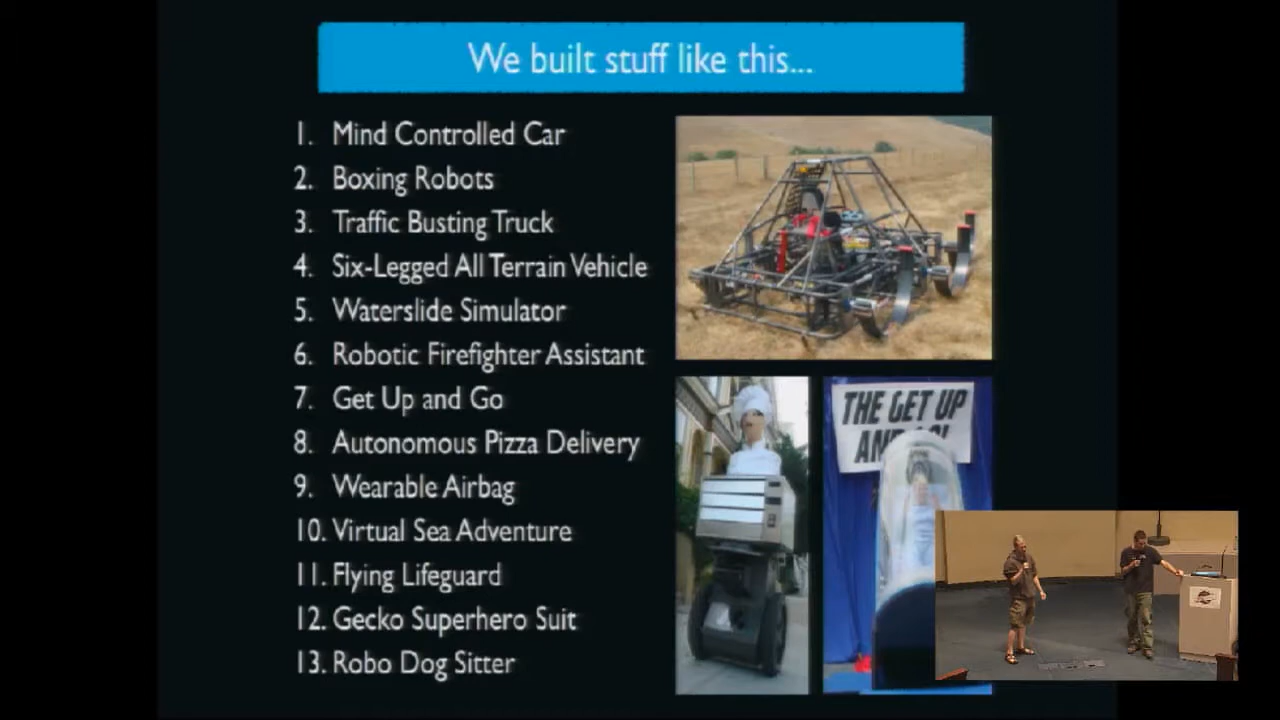 We built stuff like this...
1. Mind Controlled Car
2. Boxing Robots
3. Traffic Busting Truck
4. Six-Legged All Terrain Vehicle
5. Waterslide Simulator
6. Robotic Firefighter Assistant
7. Get Up and Go
8. Autonomous Pizza Delivery
9. Wearable Airbag
10. Virtual Sea Adventure
11. Flying Lifeguard
12. Gecko Superhero Suit
13. Robo Dog Sitter
THE GET UP